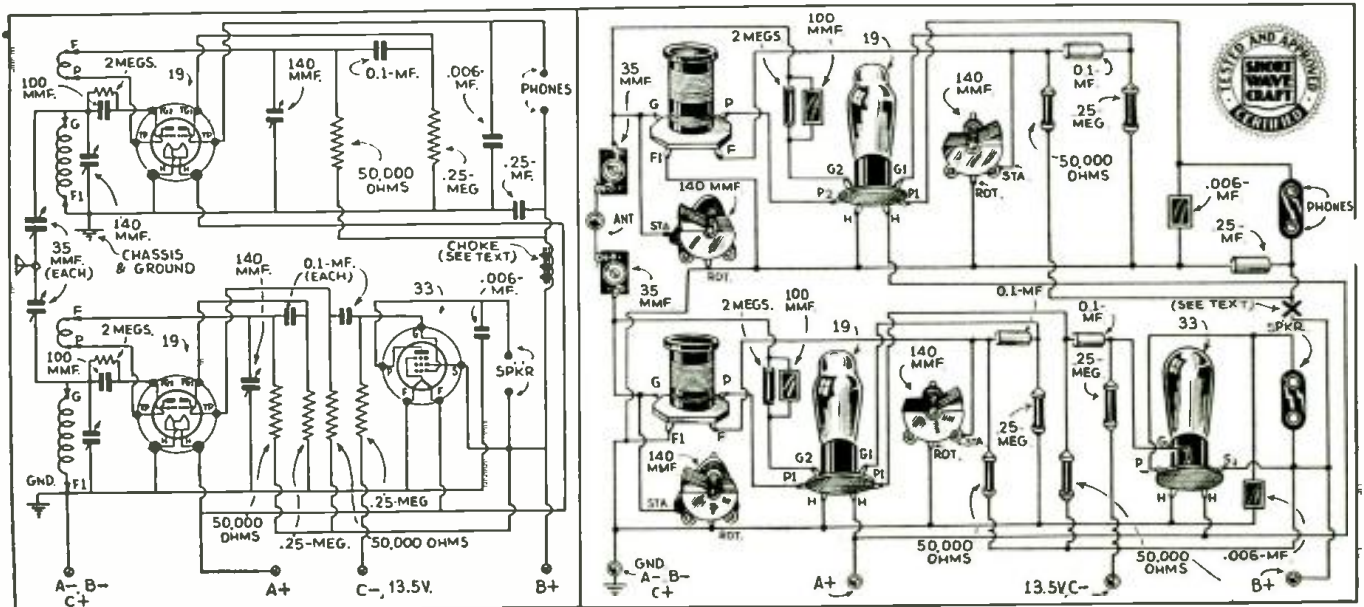 F
P
2 MEGS.
100
MMF.
19
140
MMF.
0.1-MF.
.006-
MF.
PHONES
G
F1
TP
TP
H
H
50,000
OHMS
.25-
MEG
.25-
MF.
140
MMF.
CHASSIS
& GROUND
35
MMF.
(EACH)
CHOKE
(SEE TEXT)
140
MMF.
0.1-MF.
(EACH)
33
.006-
MF.
F
P
2 MEGS.
100
MMF.
19
G
TP
TP
H
H
G
P
S
F
F
SPKR
GND.
F1
50,000
OHMS
.25-MEG.
50,000 OHMS
.25-MEG
A-, B-
C+
A+
C-, 13.5V.
B+
35
MMF
2 MEGS
100
MMF
19
140
MMF
0.1-
MF.
.25-
MEG
TESTED AND APPROVED
SHORT
WAVE
CRAFT
CERTIFIED
G
P
F1
F
G2
G1
P2
P1
H
H
STA.
ROT.
50,000
OHMS
.006-
MF
PHONES
ANT
140 MMF
STA.
ROT.
.25-
MF.
35
MMF
2 MEGS
100
MMF.
19
0.1-MF
0.1-
MF
(SEE TEXT)
SPKR.
33
140
MMF
.25-
MEG
.25-
MEG
G
P
F1
F
G2
G1
P1
P1
H
H
STA
ROT.
G
P
S
H
H
140
MMF
STA.
ROT.
50,000
OHMS
50,000
OHMS
.006-MF
GND
A-, B-
C+
A+
13.5V. C-
B+